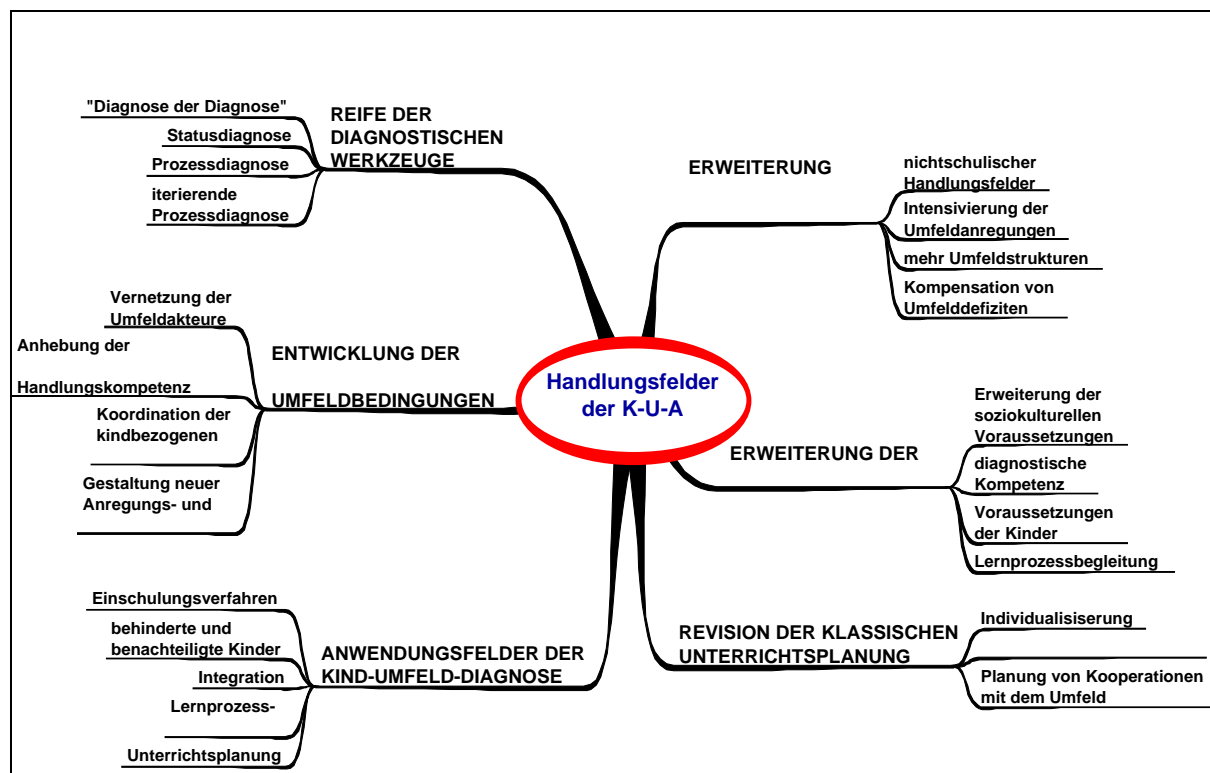 Handlungsfelder
der K-U-A
REIFE DER
DIAGNOSTISCHEN
WERKZEUGE
"Diagnose der Diagnose"
Statusdiagnose
Prozessdiagnose
iterierende
Prozessdiagnose
ENTWICKLUNG DER
UMFELDBEDINGUNGEN
Vernetzung der
Umfeldakteure
Anhebung der
Handlungskompetenz
Koordination der
kindbezogenen
Gestaltung neuer
Anregungs- und
ANWENDUNGSFELDER DER
KIND-UMFELD-DIAGNOSE
Einschulungsverfahren
behinderte und
benachteiligte Kinder
Integration
Lernprozess-
Unterrichtsplanung
ERWEITERUNG
nichtschulischer
Handlungsfelder
Intensivierung der
Umfeldanregungen
mehr Umfeldstrukturen
Kompensation von
Umfelddefiziten
ERWEITERUNG DER
Erweiterung der
soziokulturellen
Voraussetzungen
diagnostische
Kompetenz
Voraussetzungen
der Kinder
Lernprozessbegleitung
REVISION DER KLASSISCHEN
UNTERRICHTSPLANUNG
Individualisiserung
Planung von Kooperationen
mit dem Umfeld